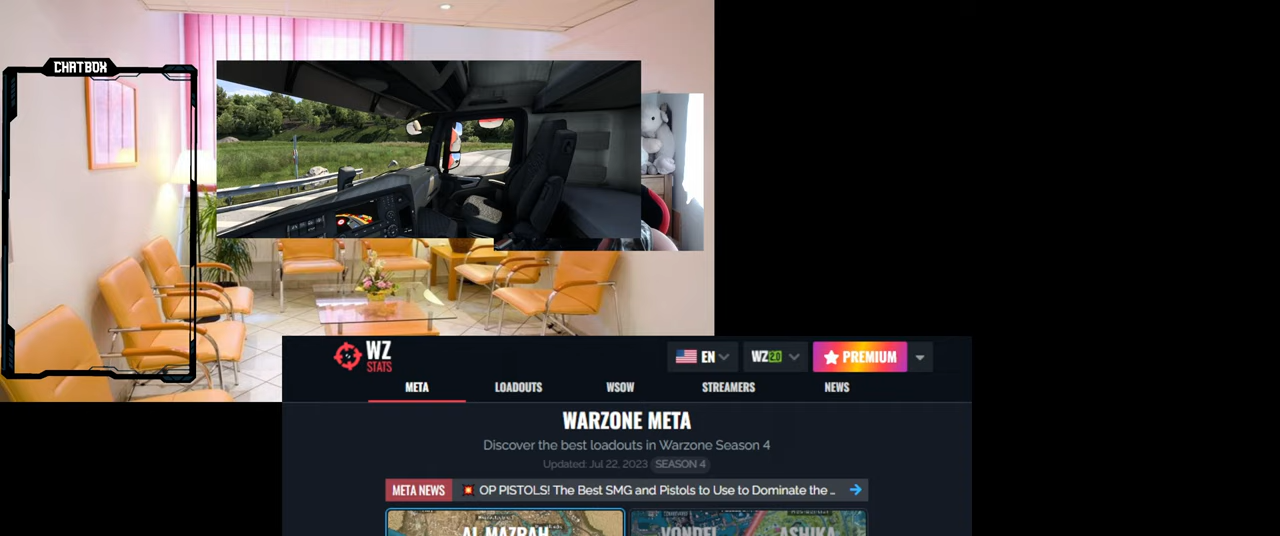 CHATBOX
WZ
STATS
EN
WZ 2.0
PREMIUM
META
LOADOUTS
WSOW
STREAMERS
NEWS
WARZONE META
Discover the best loadouts in Warzone Season 4
Updated: Jul 22, 2023 SEASON 4
META NEWS
OP PISTOLS! The Best SMG and Pistols to Use to Dominate the ...
AL MAZRAH
VONDEL
ASHIKA